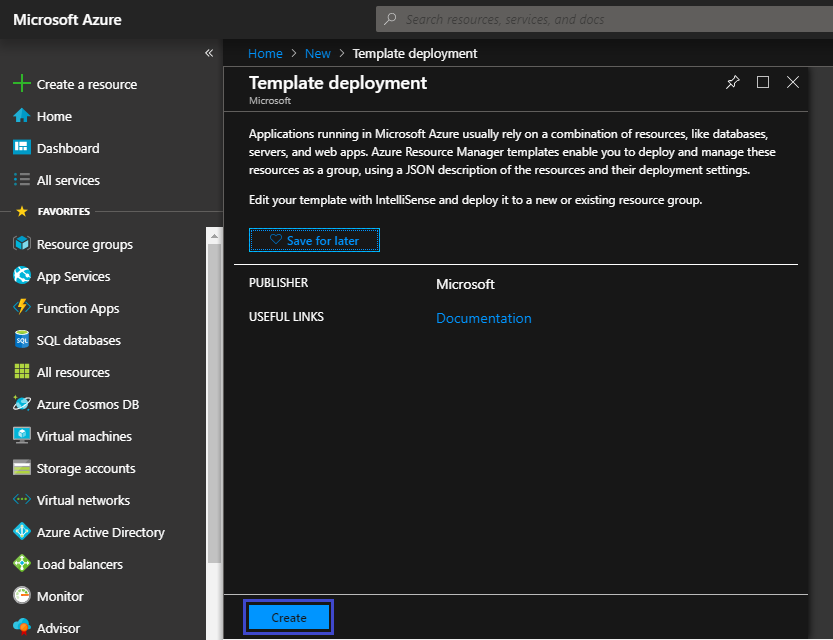 Microsoft Azure
Search resources, services, and docs
«
Home > New > Template deployment
Create a resource
Home
Dashboard
All services
FAVORITES
Resource groups
App Services
Function Apps
SQL databases
All resources
Azure Cosmos DB
Virtual machines
Storage accounts
Virtual networks
Azure Active Directory
Load balancers
Monitor
Advisor
Template deployment
Microsoft
Applications running in Microsoft Azure usually rely on a combination of resources, like databases,
servers, and web apps. Azure Resource Manager templates enable you to deploy and manage these
resources as a group, using a JSON description of the resources and their deployment settings.
Edit your template with IntelliSense and deploy it to a new or existing resource group.
Save for later
PUBLISHER Microsoft
USEFUL LINKS Documentation
Create